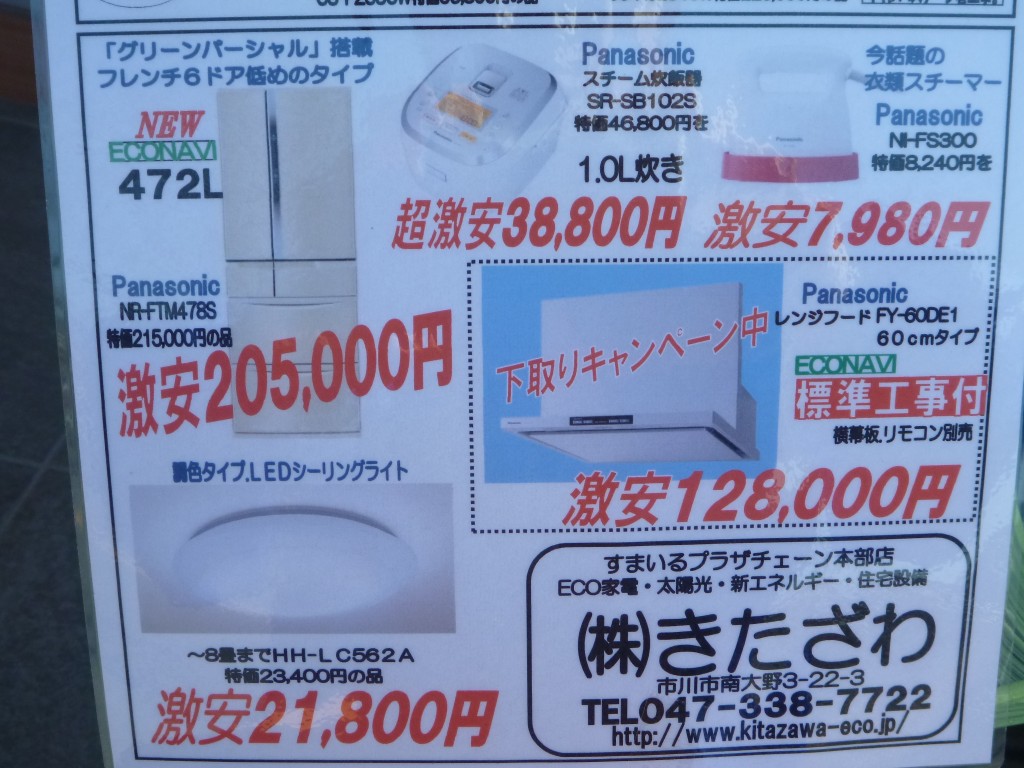 「グリーンパーシャル」搭載
フレンチ6ドア低めのタイプ
NEW
ECONAVI
472L
Panasonic
NR-FTM478S
特価215,000円の品
激安205,000円
Panasonic
スチーム炊飯器
SR-SB102S
特価46,800円を
1.0L炊き
超激安38,800円
今話題の
衣類スチーマー
Panasonic
NI-FS300
特価8,240円を
激安7,980円
Panasonic
レンジフード FY-60DE1
60cmタイプ
ECONAVI
標準工事付
横幕板.リモコン別売
下取りキャンペーン中
激安128,000円
調色タイプ.LEDシーリングライト
〜8畳までHH-LC562A
特価23,400円の品
激安21,800円
すまいるプラザチェーン本部店
ECO家電・太陽光・新エネルギー・住宅設備
(株)きたざわ
市川市南大野3-22-3
TEL047-338-7722
http://www.kitazawa-eco.jp/